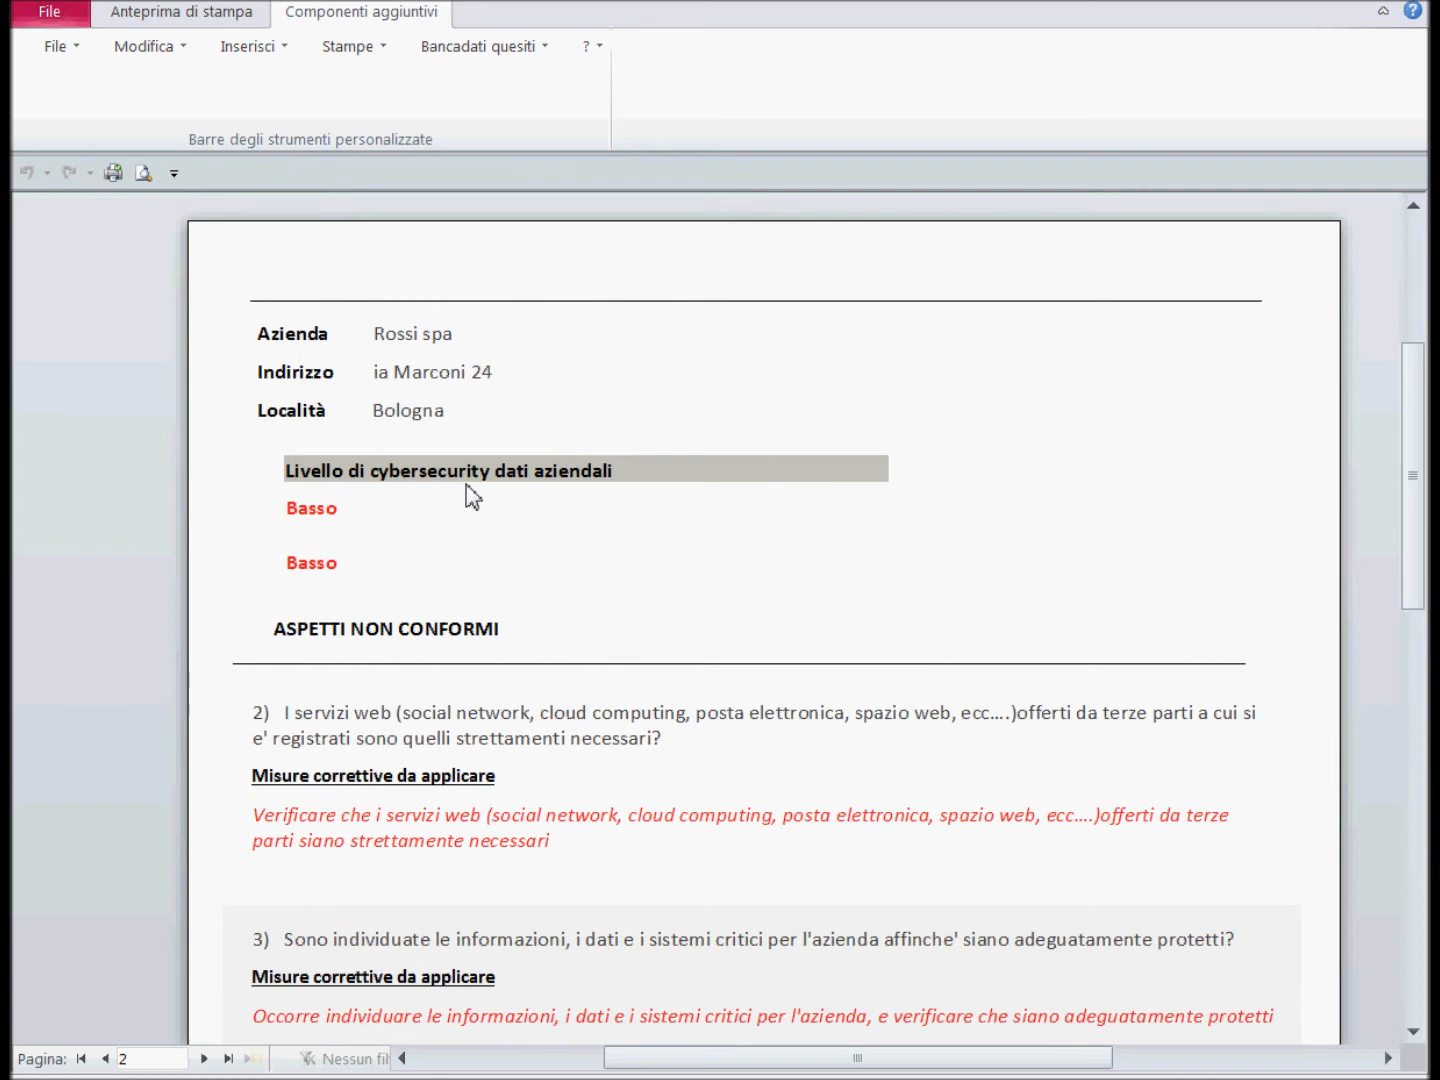 File Anteprima di stampa Componenti aggiuntivi
File Modifica Inserisci Stampe Bancadati quesiti ?
Barre degli strumenti personalizzate
Azienda Rossi spa
Indirizzo ia Marconi 24
Località Bologna
Livello di cybersecurity dati aziendali
Basso
Basso
ASPETTI NON CONFORMI
2) I servizi web (social network, cloud computing, posta elettronica, spazio web, ecc....)offerti da terze parti a cui si
e' registrati sono quelli strettamenti necessari?
Misure correttive da applicare
Verificare che i servizi web (social network, cloud computing, posta elettronica, spazio web, ecc....)offerti da terze
parti siano strettamente necessari
3) Sono individuate le informazioni, i dati e i sistemi critici per l'azienda affinche' siano adeguatamente protetti?
Misure correttive da applicare
Occorre individuare le informazioni, i dati e i sistemi critici per l'azienda, e verificare che siano adeguatamente protetti
Pagina: 2 Nessun fil